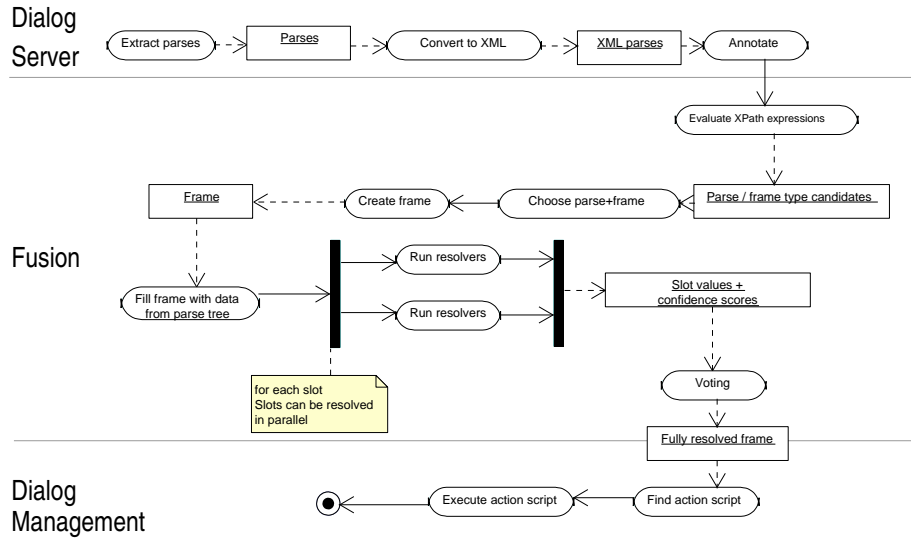 Dialog
Server
Extract parses
Parses
Convert to XML
XML parses
Annotate
Evaluate XPath expressions
Frame
Create frame
Choose parse+frame
Parse / frame type candidates
Fusion
Run resolvers
Fill frame with data
from parse tree
Run resolvers
Slot values +
confidence scores
for each slot
Slots can be resolved
in parallel
Voting
Fully resolved frame
Dialog
Management
Execute action script
Find action script